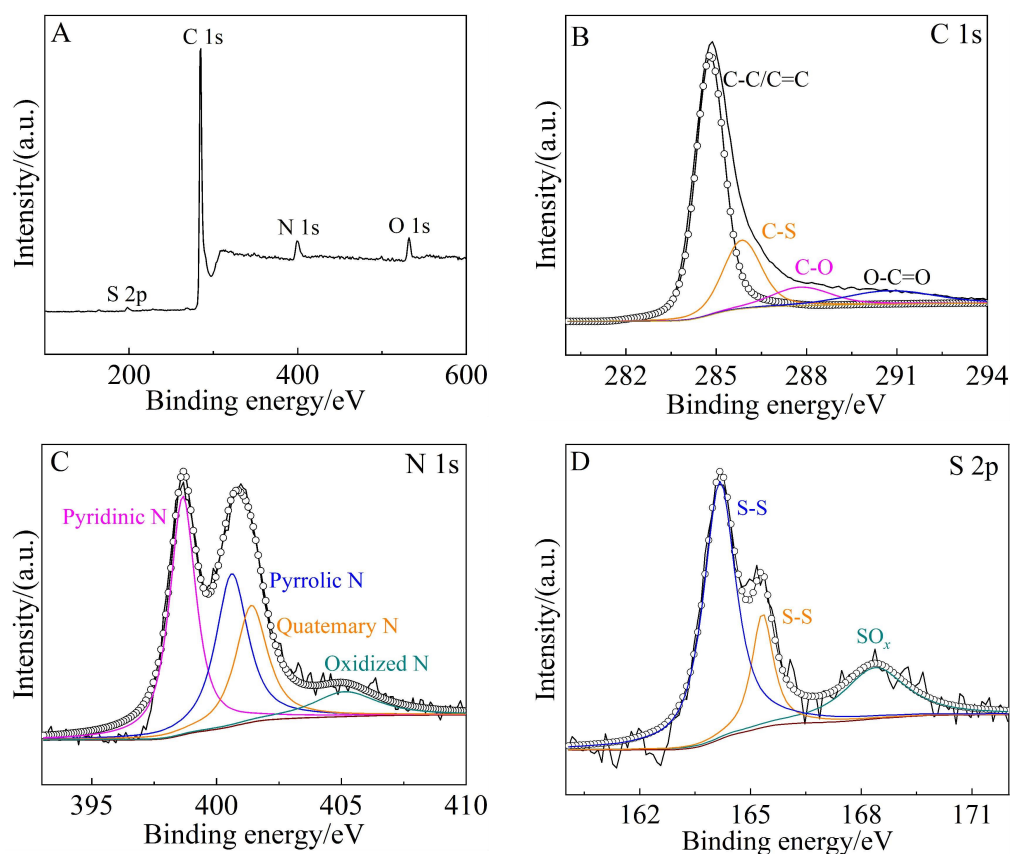 A
C 1s
N 1s
O 1s
S 2p
Intensity/(a.u.)
200
400
600
Binding energy/eV
B
C 1s
C-C/C=C
C-S
C-O
O-C=O
Intensity/(a.u.)
282
285
288
291
294
Binding energy/eV
C
N 1s
Pyridinic N
Pyrrolic N
Quatemary N
Oxidized N
Intensity/(a.u.)
395
400
405
410
Binding energy/eV
D
S 2p
S-S
S-S
SOx
Intensity/(a.u.)
162
165
168
171
Binding energy/eV